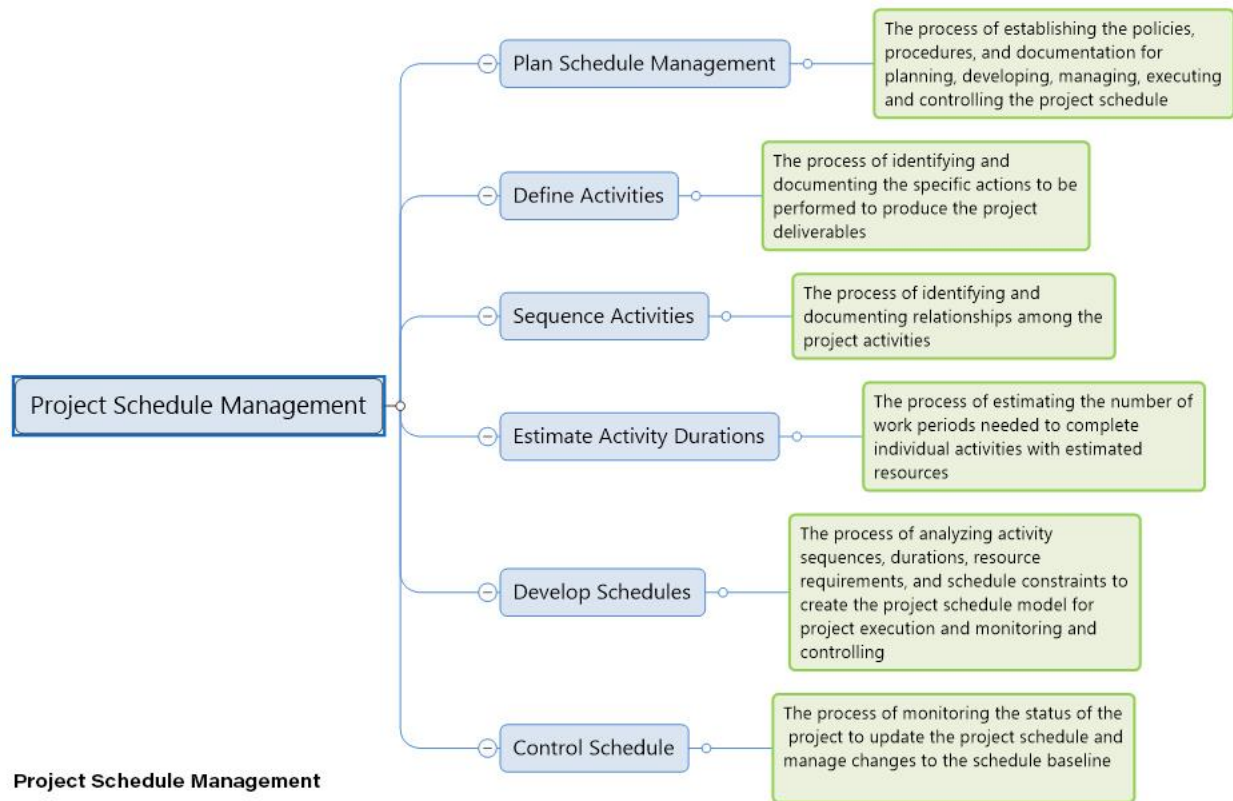 Project Schedule Management
Plan Schedule Management
The process of establishing the policies,
procedures, and documentation for
planning, developing, managing, executing
and controlling the project schedule
Define Activities
The process of identifying and
documenting the specific actions to be
performed to produce the project
deliverables
Sequence Activities
The process of identifying and
documenting relationships among the
project activities
Estimate Activity Durations
The process of estimating the number of
work periods needed to complete
individual activities with estimated
resources
Develop Schedules
The process of analyzing activity
sequences, durations, resource
requirements, and schedule constraints to
create the project schedule model for
project execution and monitoring and
controlling
Control Schedule
The process of monitoring the status of the
project to update the project schedule and
manage changes to the schedule baseline
Project Schedule Management